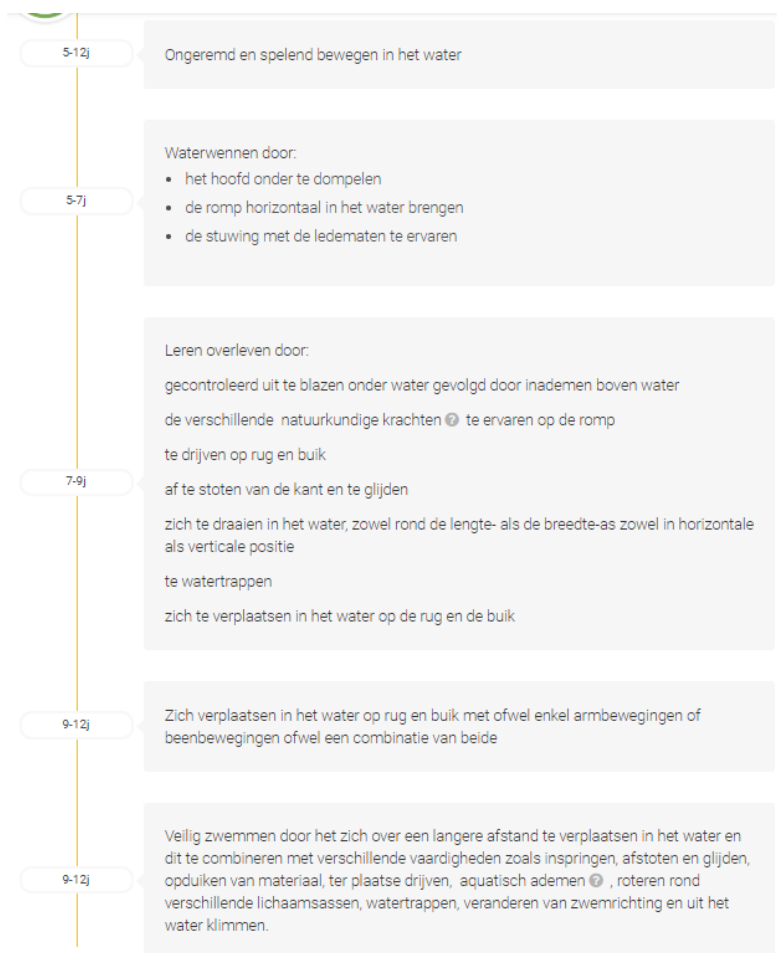 5-12j
Ongeremd en spelend bewegen in het water
5-7j
Waterwennen door:
• het hoofd onder te dompelen
• de romp horizontaal in het water brengen
• de stuwing met de ledematen te ervaren
7-9j
Leren overleven door:
gecontroleerd uit te blazen onder water gevolgd door inademen boven water
de verschillende natuurkundige krachten ? te ervaren op de romp
te drijven op rug en buik
af te stoten van de kant en te glijden
zich te draaien in het water, zowel rond de lengte- als de breedte-as zowel in horizontale
als verticale positie
te watertrappen
zich te verplaatsen in het water op de rug en de buik
9-12j
Zich verplaatsen in het water op rug en buik met ofwel enkel armbewegingen of
beenbewegingen ofwel een combinatie van beide
9-12j
Veilig zwemmen door het zich over een langere afstand te verplaatsen in het water en
dit te combineren met verschillende vaardigheden zoals inspringen, afstoten en glijden,
opduiken van materiaal, ter plaatse drijven, aquatisch ademen ? , roteren rond
verschillende lichaamsassen, watertrappen, veranderen van zwemrichting en uit het
water klimmen.